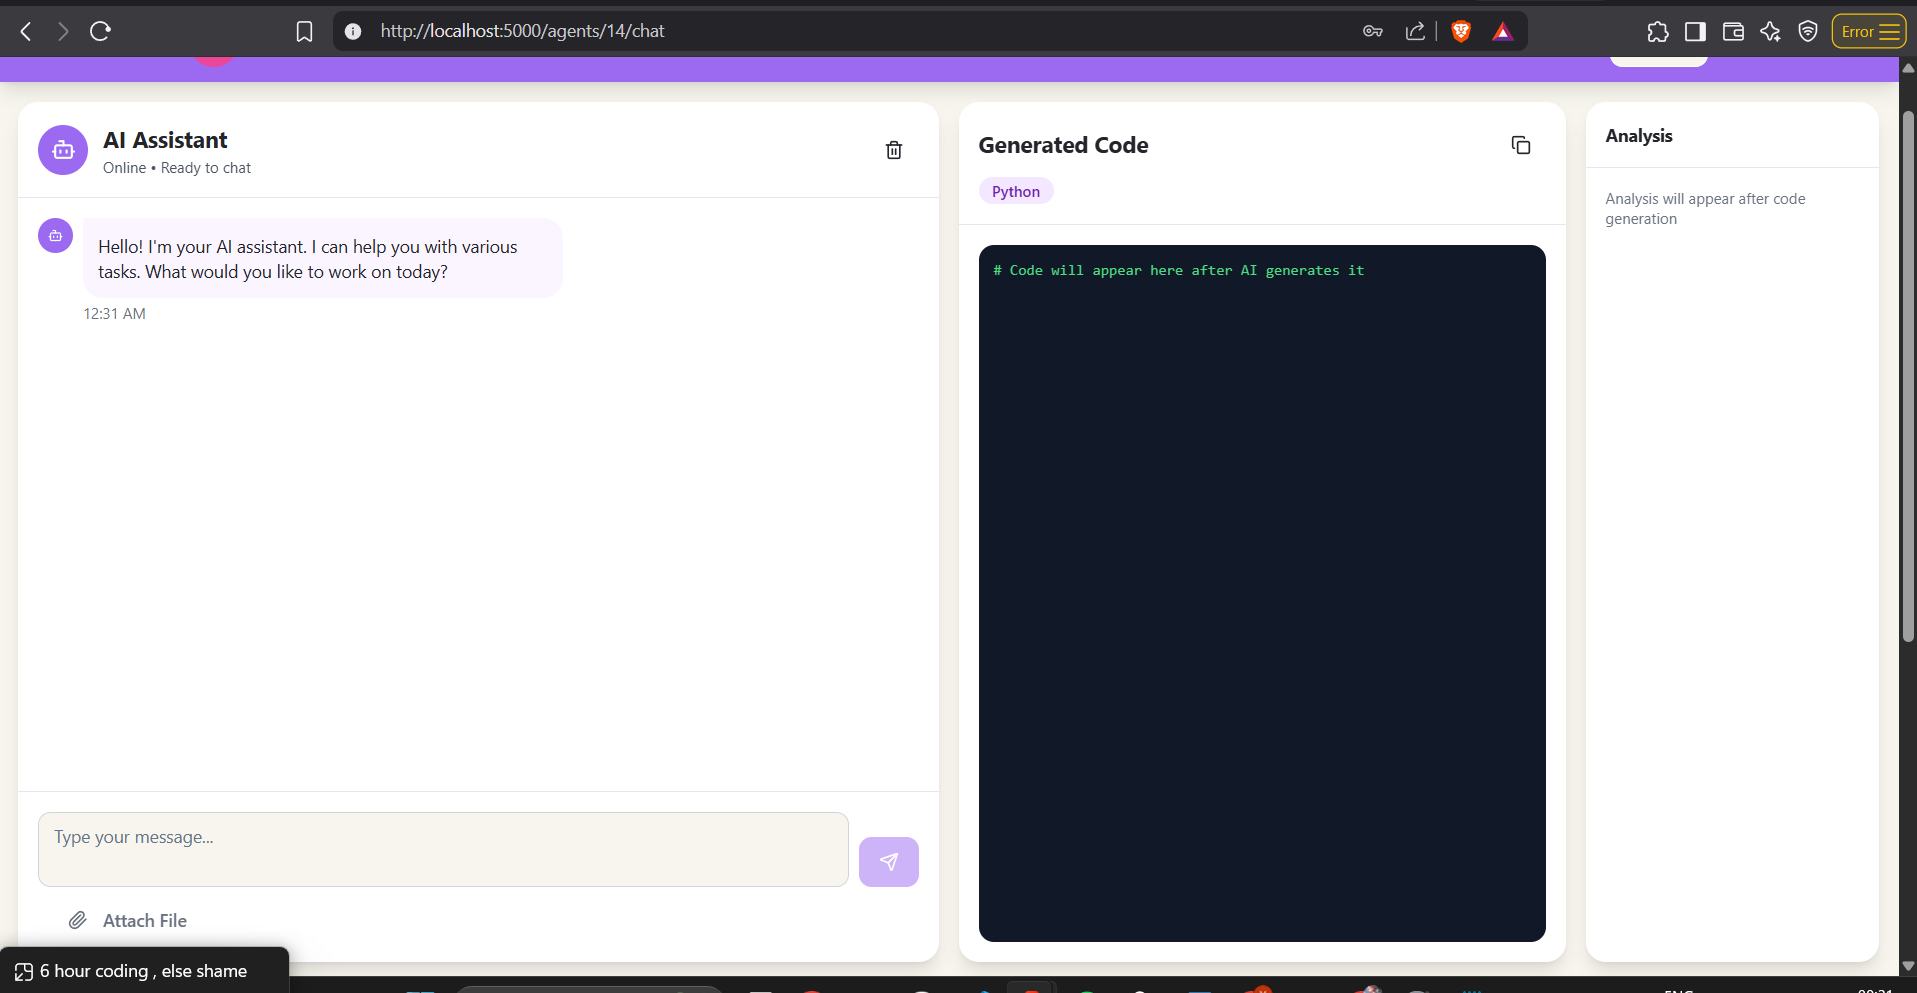 http://localhost:5000/agents/14/chat
Error
AI Assistant
Online • Ready to chat
Hello! I'm your AI assistant. I can help you with various
tasks. What would you like to work on today?
12:31 AM
Type your message...
Attach File
Generated Code
Python
# Code will appear here after AI generates it
Analysis
Analysis will appear after code
generation
6 hour coding , else shame